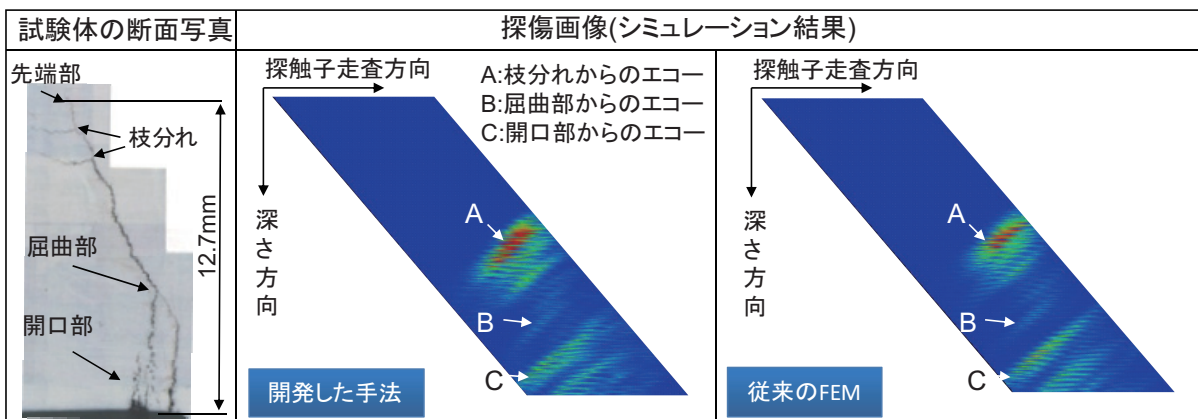 試験体の断面写真
探傷画像(シミュレーション結果)
先端部
枝分れ
屈曲部
開口部
12.7mm
探触子走査方向
深さ方向
A:枝分れからのエコー
B:屈曲部からのエコー
C:開口部からのエコー
A
B
C
開発した手法
探触子走査方向
深さ方向
A
B
C
従来のFEM